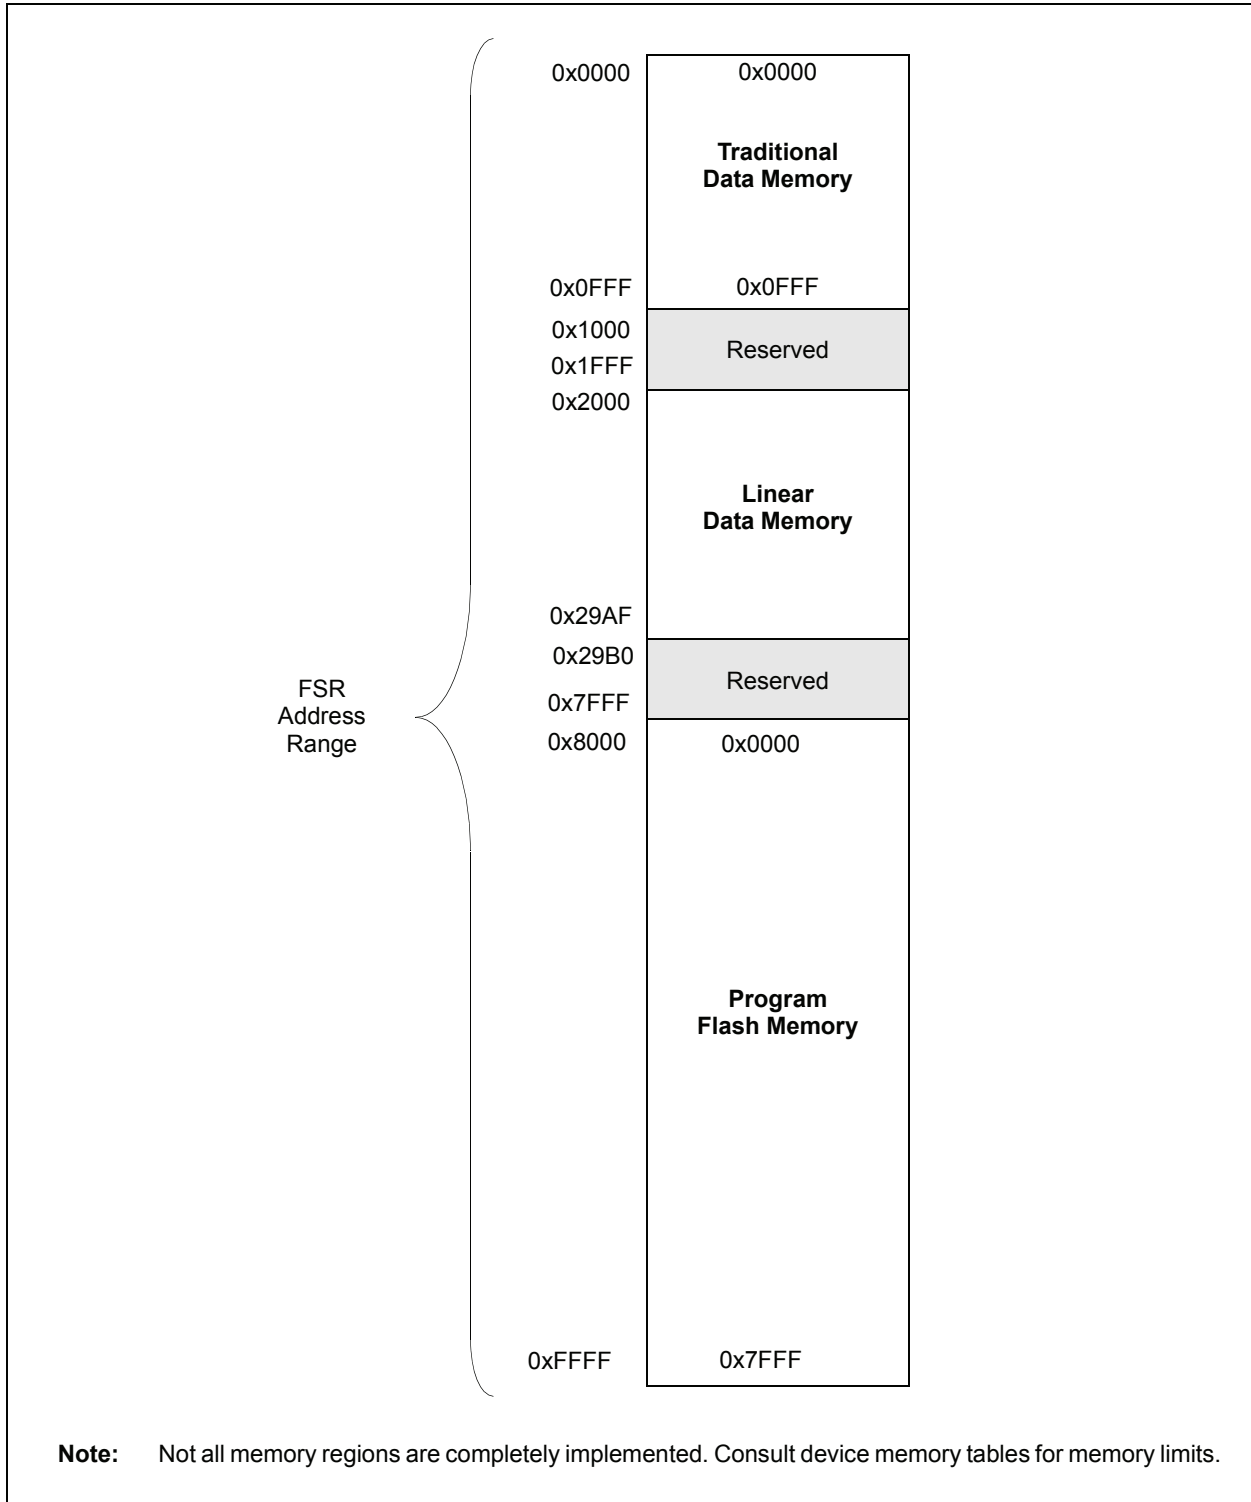 0x0000 0x0000
Traditional
Data Memory
0x0FFF 0x0FFF
0x1000
Reserved
0x1FFF
0x2000
Linear
Data Memory
0x29AF
0x29B0
Reserved
0x7FFF
FSR
Address
Range
0x8000 0x0000
Program
Flash Memory
0xFFFF 0x7FFF
Note: Not all memory regions are completely implemented. Consult device memory tables for memory limits.